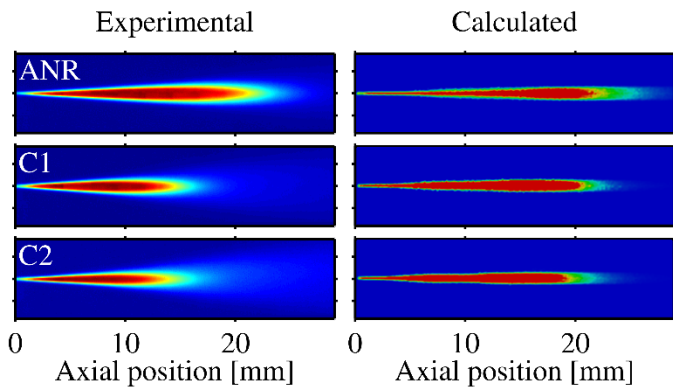 Experimental Calculated
ANR
C1
C2
0 10 20 0 10 20
Axial position [mm] Axial position [mm]